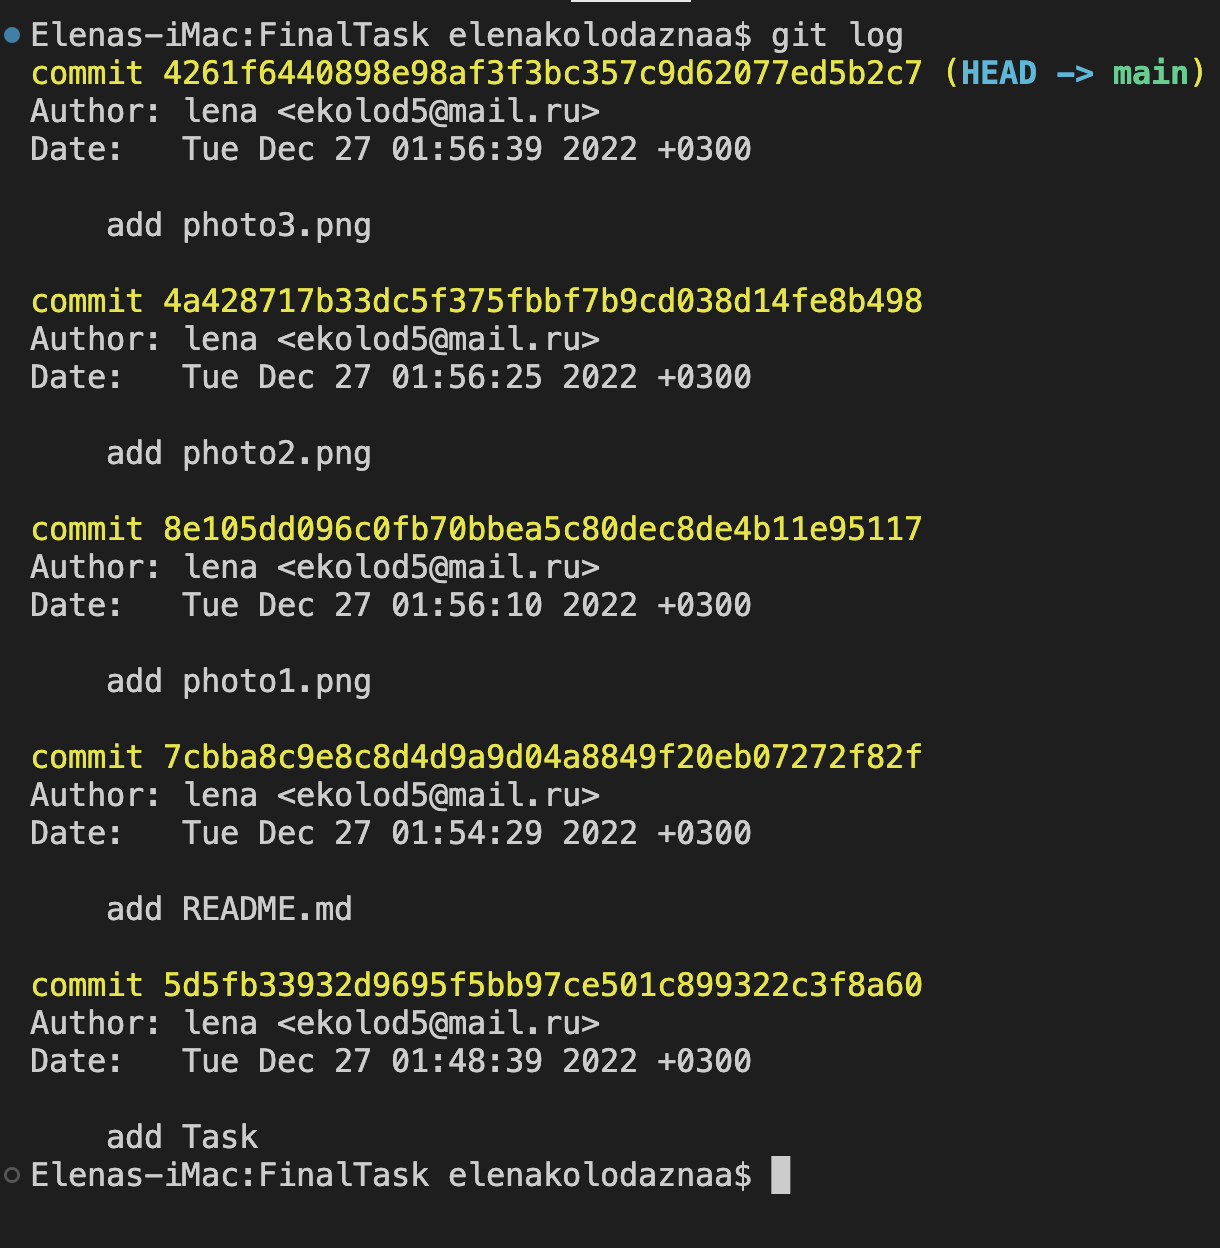 Elenas-iMac:FinalTask elenakolodaznaa$ git log
commit 4261f6440898e98af3f3bc357c9d62077ed5b2c7 (HEAD -> main)
Author: lena <ekolod5@mail.ru>
Date:   Tue Dec 27 01:56:39 2022 +0300
    add photo3.png
commit 4a428717b33dc5f375fbbf7b9cd038d14fe8b498
Author: lena <ekolod5@mail.ru>
Date:   Tue Dec 27 01:56:25 2022 +0300
    add photo2.png
commit 8e105dd096c0fb70bbea5c80dec8de4b11e95117
Author: lena <ekolod5@mail.ru>
Date:   Tue Dec 27 01:56:10 2022 +0300
    add photo1.png
commit 7cbba8c9e8c8d4d9a9d04a8849f20eb07272f82f
Author: lena <ekolod5@mail.ru>
Date:   Tue Dec 27 01:54:29 2022 +0300
    add README.md
commit 5d5fb33932d9695f5bb97ce501c899322c3f8a60
Author: lena <ekolod5@mail.ru>
Date:   Tue Dec 27 01:48:39 2022 +0300
    add Task
Elenas-iMac:FinalTask elenakolodaznaa$